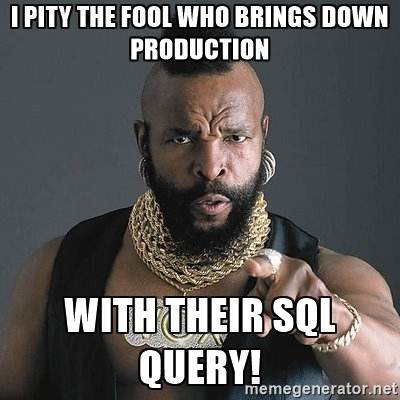 I PITY THE FOOL WHO BRINGS DOWN
PRODUCTION
WITH THEIR SQL
QUERY!
memegenerator.net